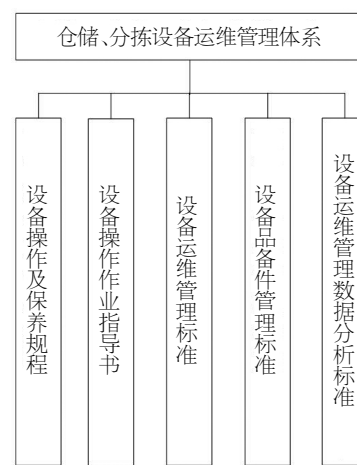 仓储、分拣设备运维管理体系
设备操作及保养规程
设备操作作业指导书
设备运维管理标准
设备品备件管理标准
设备运维管理数据分析标准